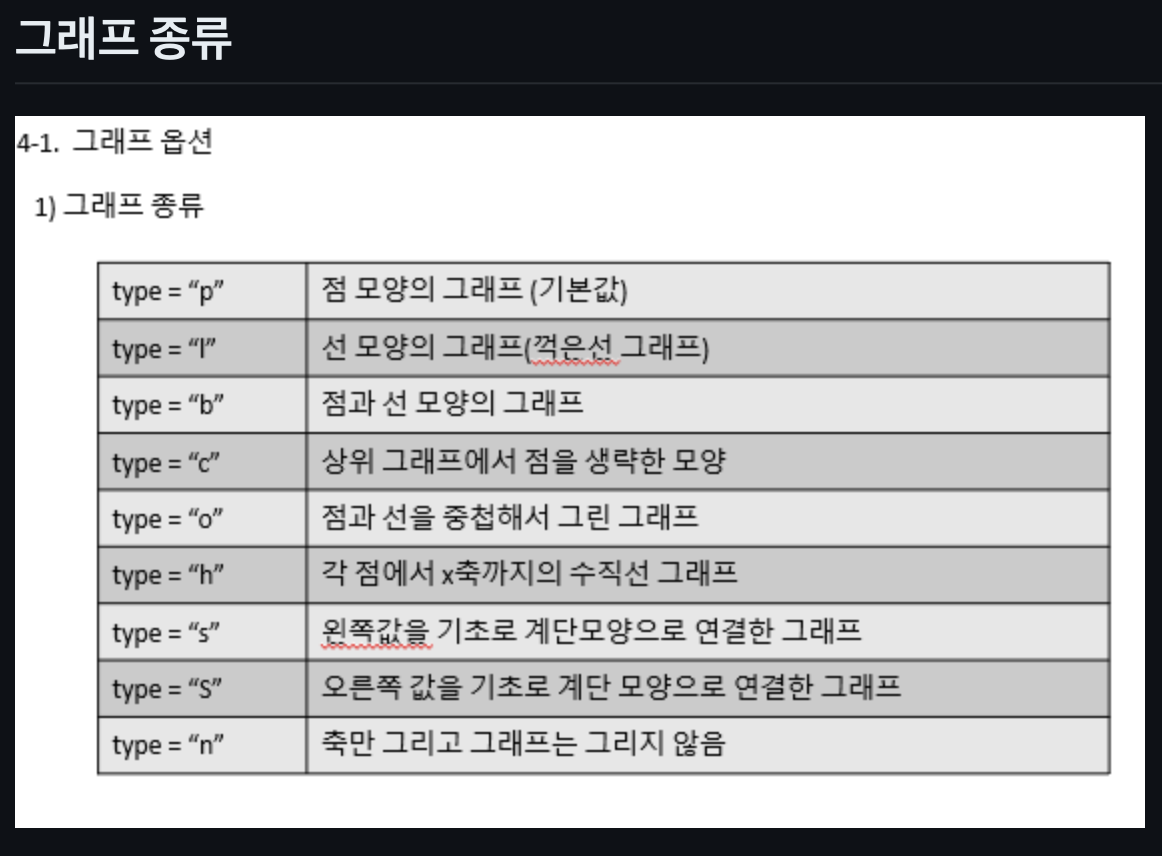 그래프 종류
4-1. 그래프 옵션
1) 그래프 종류
type = “p” 점 모양의 그래프 (기본값)
type = “l” 선 모양의 그래프(꺽은선 그래프)
type = “b” 점과 선 모양의 그래프
type = “c” 상위 그래프에서 점을 생략한 모양
type = “o” 점과 선을 중첩해서 그린 그래프
type = “h” 각 점에서 x축까지의 수직선 그래프
type = “s” 왼쪽값을 기초로 계단모양으로 연결한 그래프
type = “S” 오른쪽 값을 기초로 계단 모양으로 연결한 그래프
type = “n” 축만 그리고 그래프는 그리지 않음